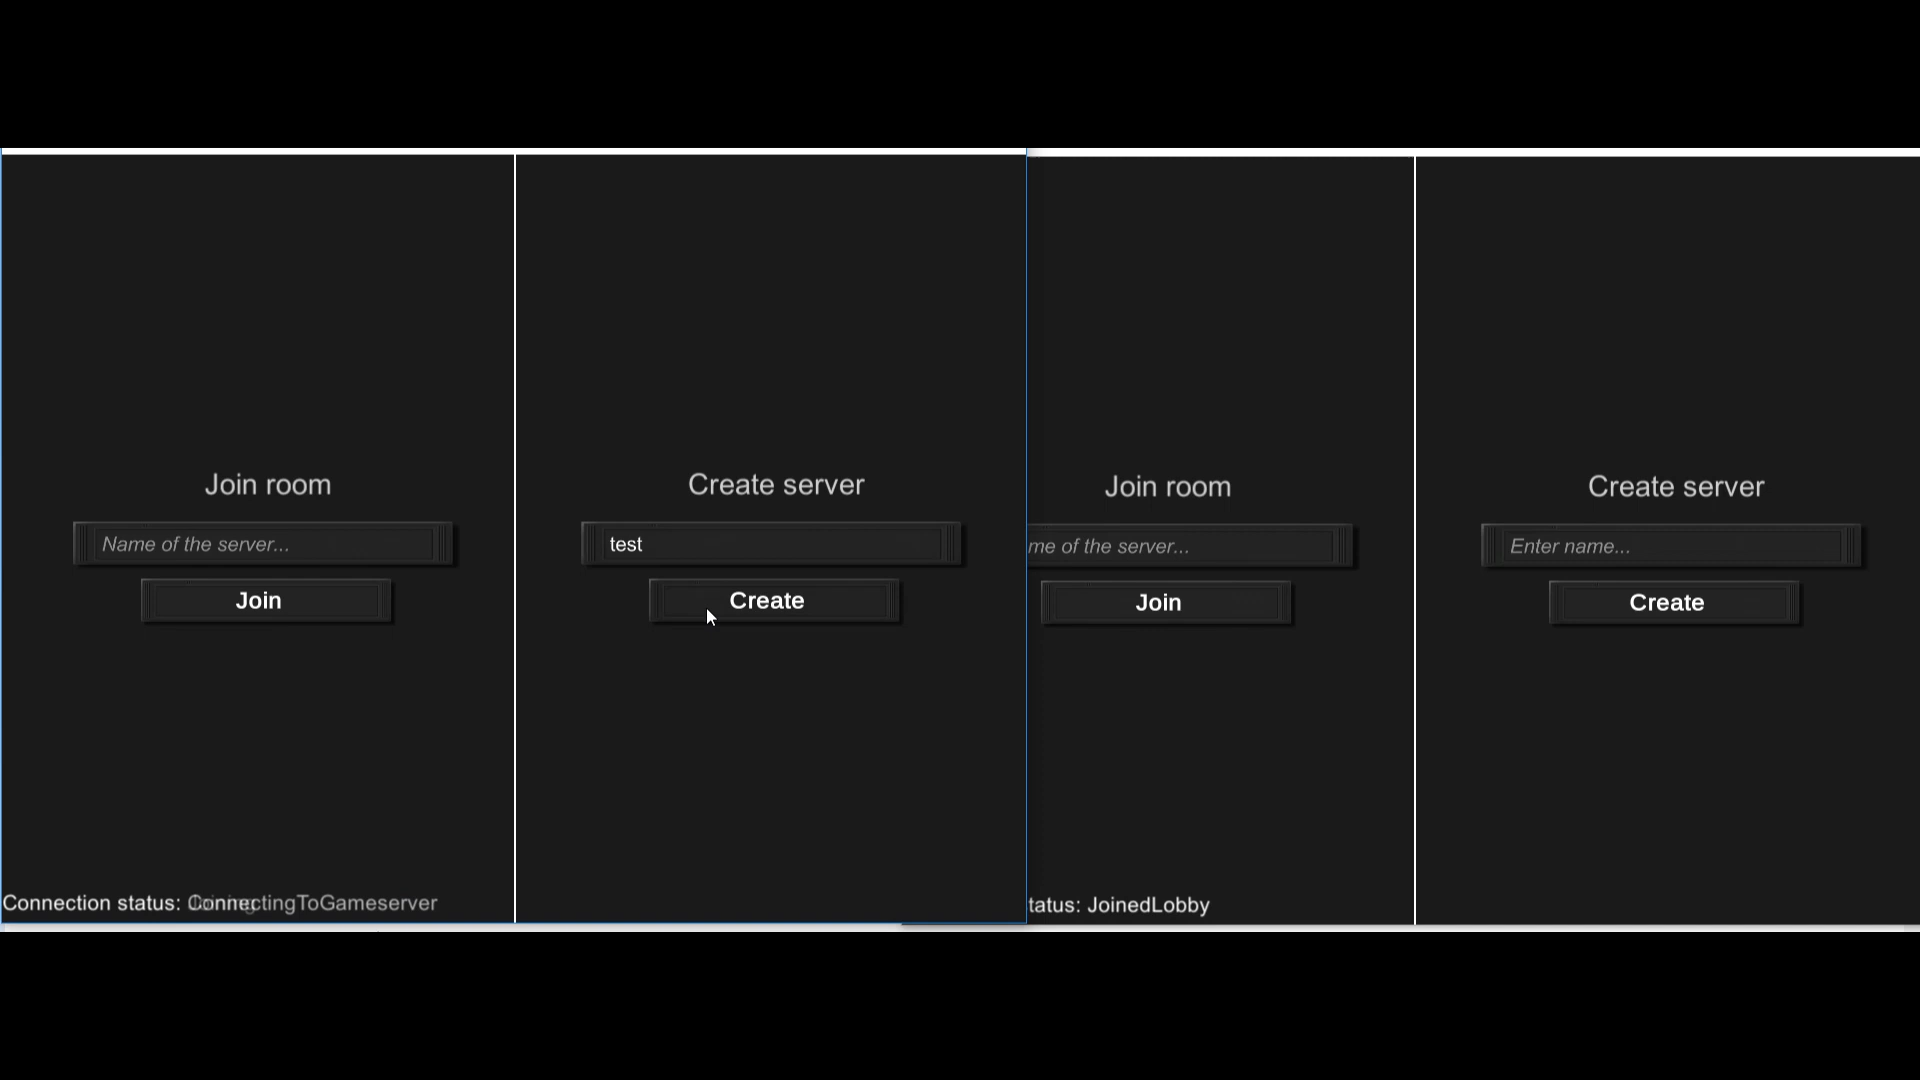 Join room
Name of the server...
Join
Create server
test
Create
Connection status: ConnectingToGameserver
Join room
me of the server...
Join
tatus: JoinedLobby
Create server
Enter name...
Create